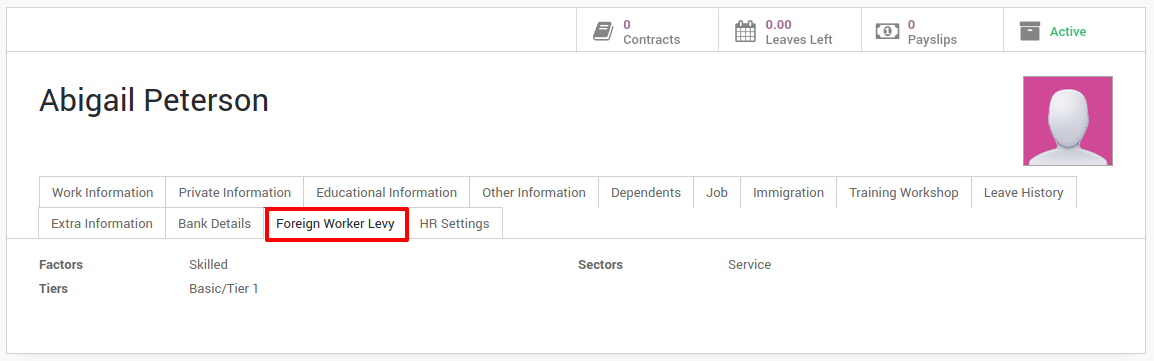 0 Contracts
0.00 Leaves Left
0 Payslips
Active
Abigail Peterson
Work Information Private Information Educational Information Other Information Dependents Job Immigration Training Workshop Leave History
Extra Information Bank Details Foreign Worker Levy HR Settings
Factors Skilled Sectors Service
Tiers Basic/Tier 1